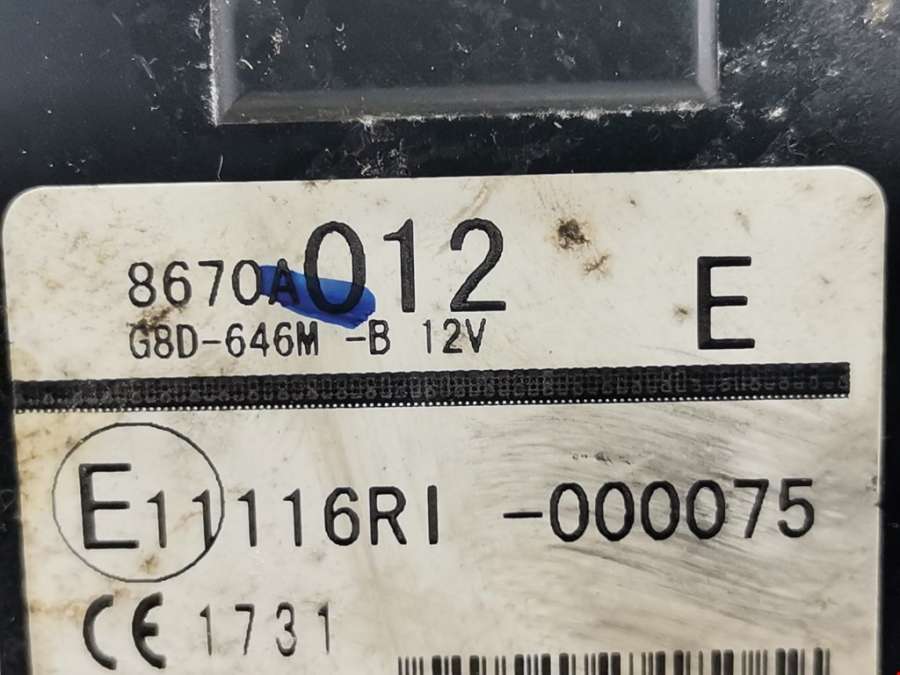 8670A012
E
G8D-646M -B 12V
E11116RI -000075
CE 1731